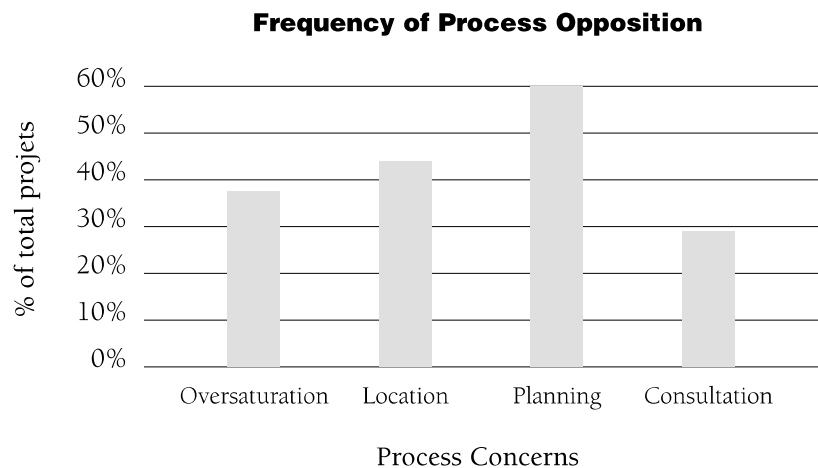 Frequency of Process Opposition
% of total projets
60%
50%
40%
30%
20%
10%
0%
Oversaturation Location Planning Consultation
Process Concerns